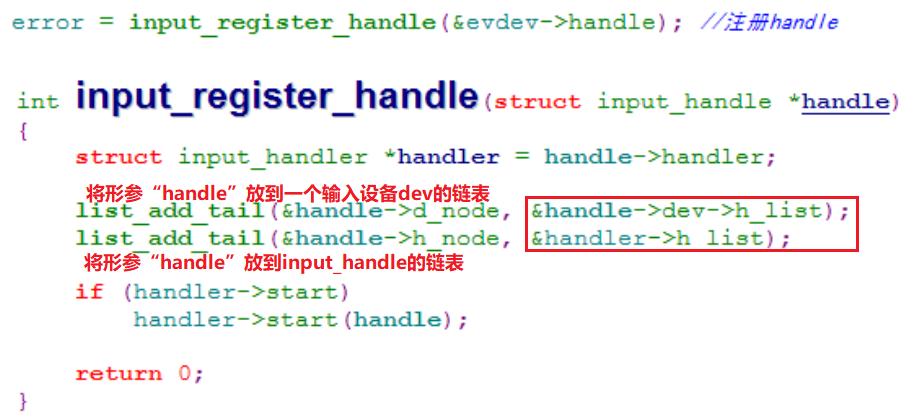 error = input_register_handle(&evdev->handle); //注册handle
int input_register_handle(struct input_handle *handle)
{
struct input_handler *handler = handle->handler;
将形参“handle”放到一个输入设备dev的链表
list_add_tail(&handle->d_node, &handle->dev->h_list);
list_add_tail(&handle->h_node, &handler->h_list);
将形参“handle”放到input_handle的链表
if (handler->start)
handler->start(handle);
return 0;
}